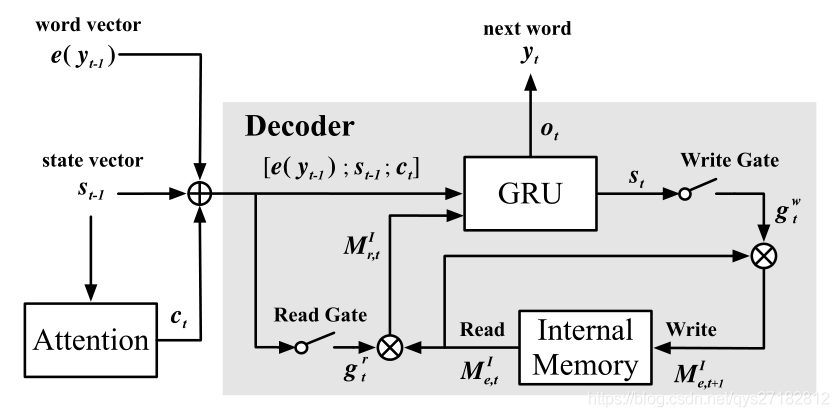 word vector
e( y_{t-1} )
next word
y_t
Decoder
o_t
state vector
s_{t-1}
[e( y_{t-1} ) ; s_{t-1} ; c_t]
GRU
s_t
Write Gate
g_t^w
M_{r,t}^I
Attention
c_t
Read Gate
g_t^r
Read
M_{e,t}^I
Internal
Memory
Write
M_{e,t+1}^I
https://blog.csdn.net/qys27182812